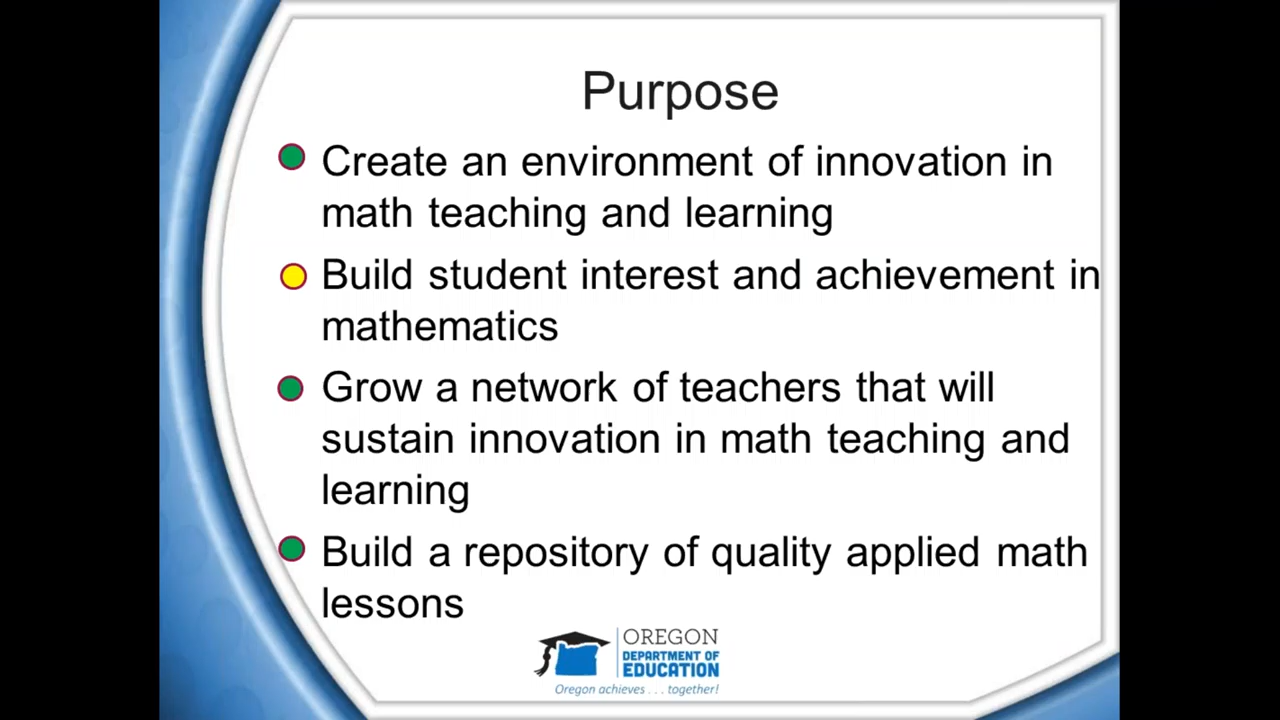 Purpose
Create an environment of innovation in
math teaching and learning
Build student interest and achievement in
mathematics
Grow a network of teachers that will
sustain innovation in math teaching and
learning
Build a repository of quality applied math
lessons
OREGON
DEPARTMENT OF
EDUCATION
Oregon achieves . . . together!